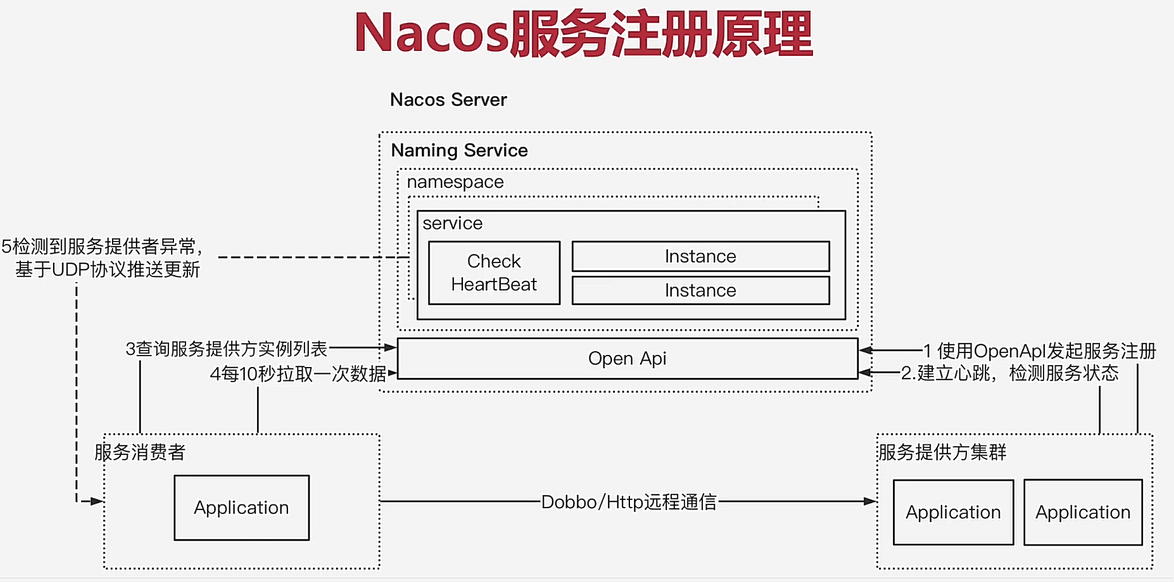 Nacos服务注册原理
Nacos Server
Naming Service
namespace
service
Check
HeartBeat
Instance
Instance
5检测到服务提供者异常，
基于UDP协议推送更新
3查询服务提供方实例列表
4每10秒拉取一次数据
Open Api
1 使用OpenApI发起服务注册
2.建立心跳，检测服务状态
服务消费者
Application
Dobbo/Http远程通信
服务提供方集群
Application
Application